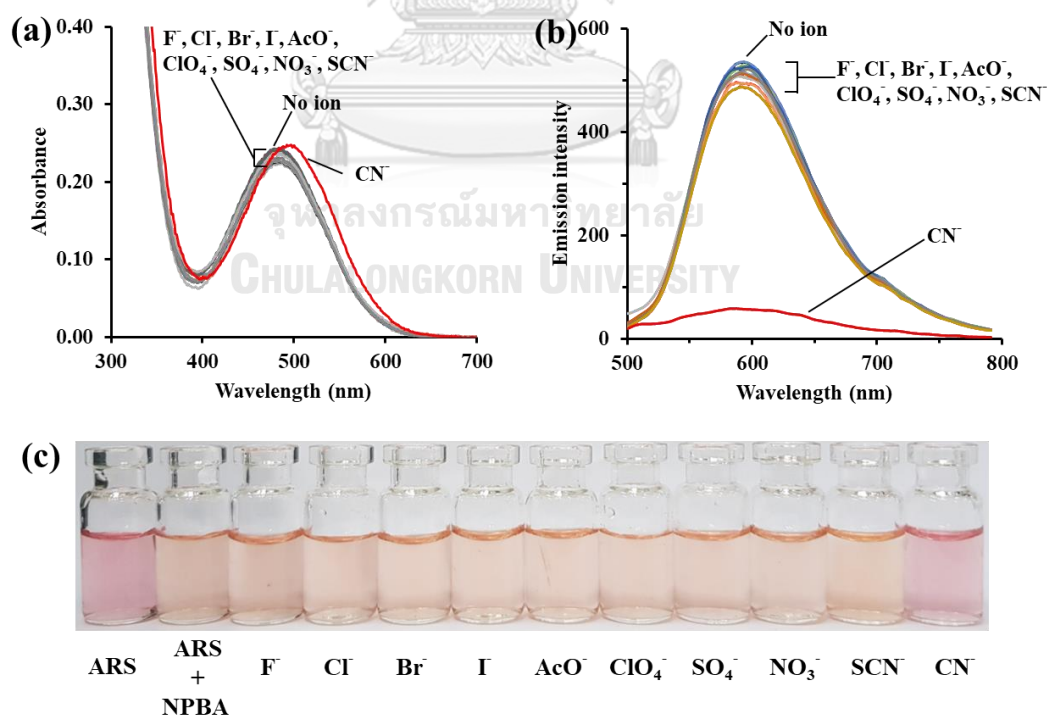 (a)
0.40
0.30
0.20
0.10
0.00
Absorbance
300
400
500
600
700
Wavelength (nm)
F⁻, Cl⁻, Br⁻, I⁻, AcO⁻,
ClO₄⁻, SO₄⁻, NO₃⁻, SCN⁻
No ion
CN⁻
(b)
600
400
200
0
Emission intensity
500
600
700
800
Wavelength (nm)
No ion
F⁻, Cl⁻, Br⁻, I⁻, AcO⁻,
ClO₄⁻, SO₄⁻, NO₃⁻, SCN⁻
CN⁻
จุฬาลงกรณ์มหาวิทยาลัย
CHULALONGKORN UNIVERSITY
(c)
ARS
ARS
+
NPBA
F⁻
Cl⁻
Br⁻
I⁻
AcO⁻
ClO₄⁻
SO₄⁻
NO₃⁻
SCN⁻
CN⁻